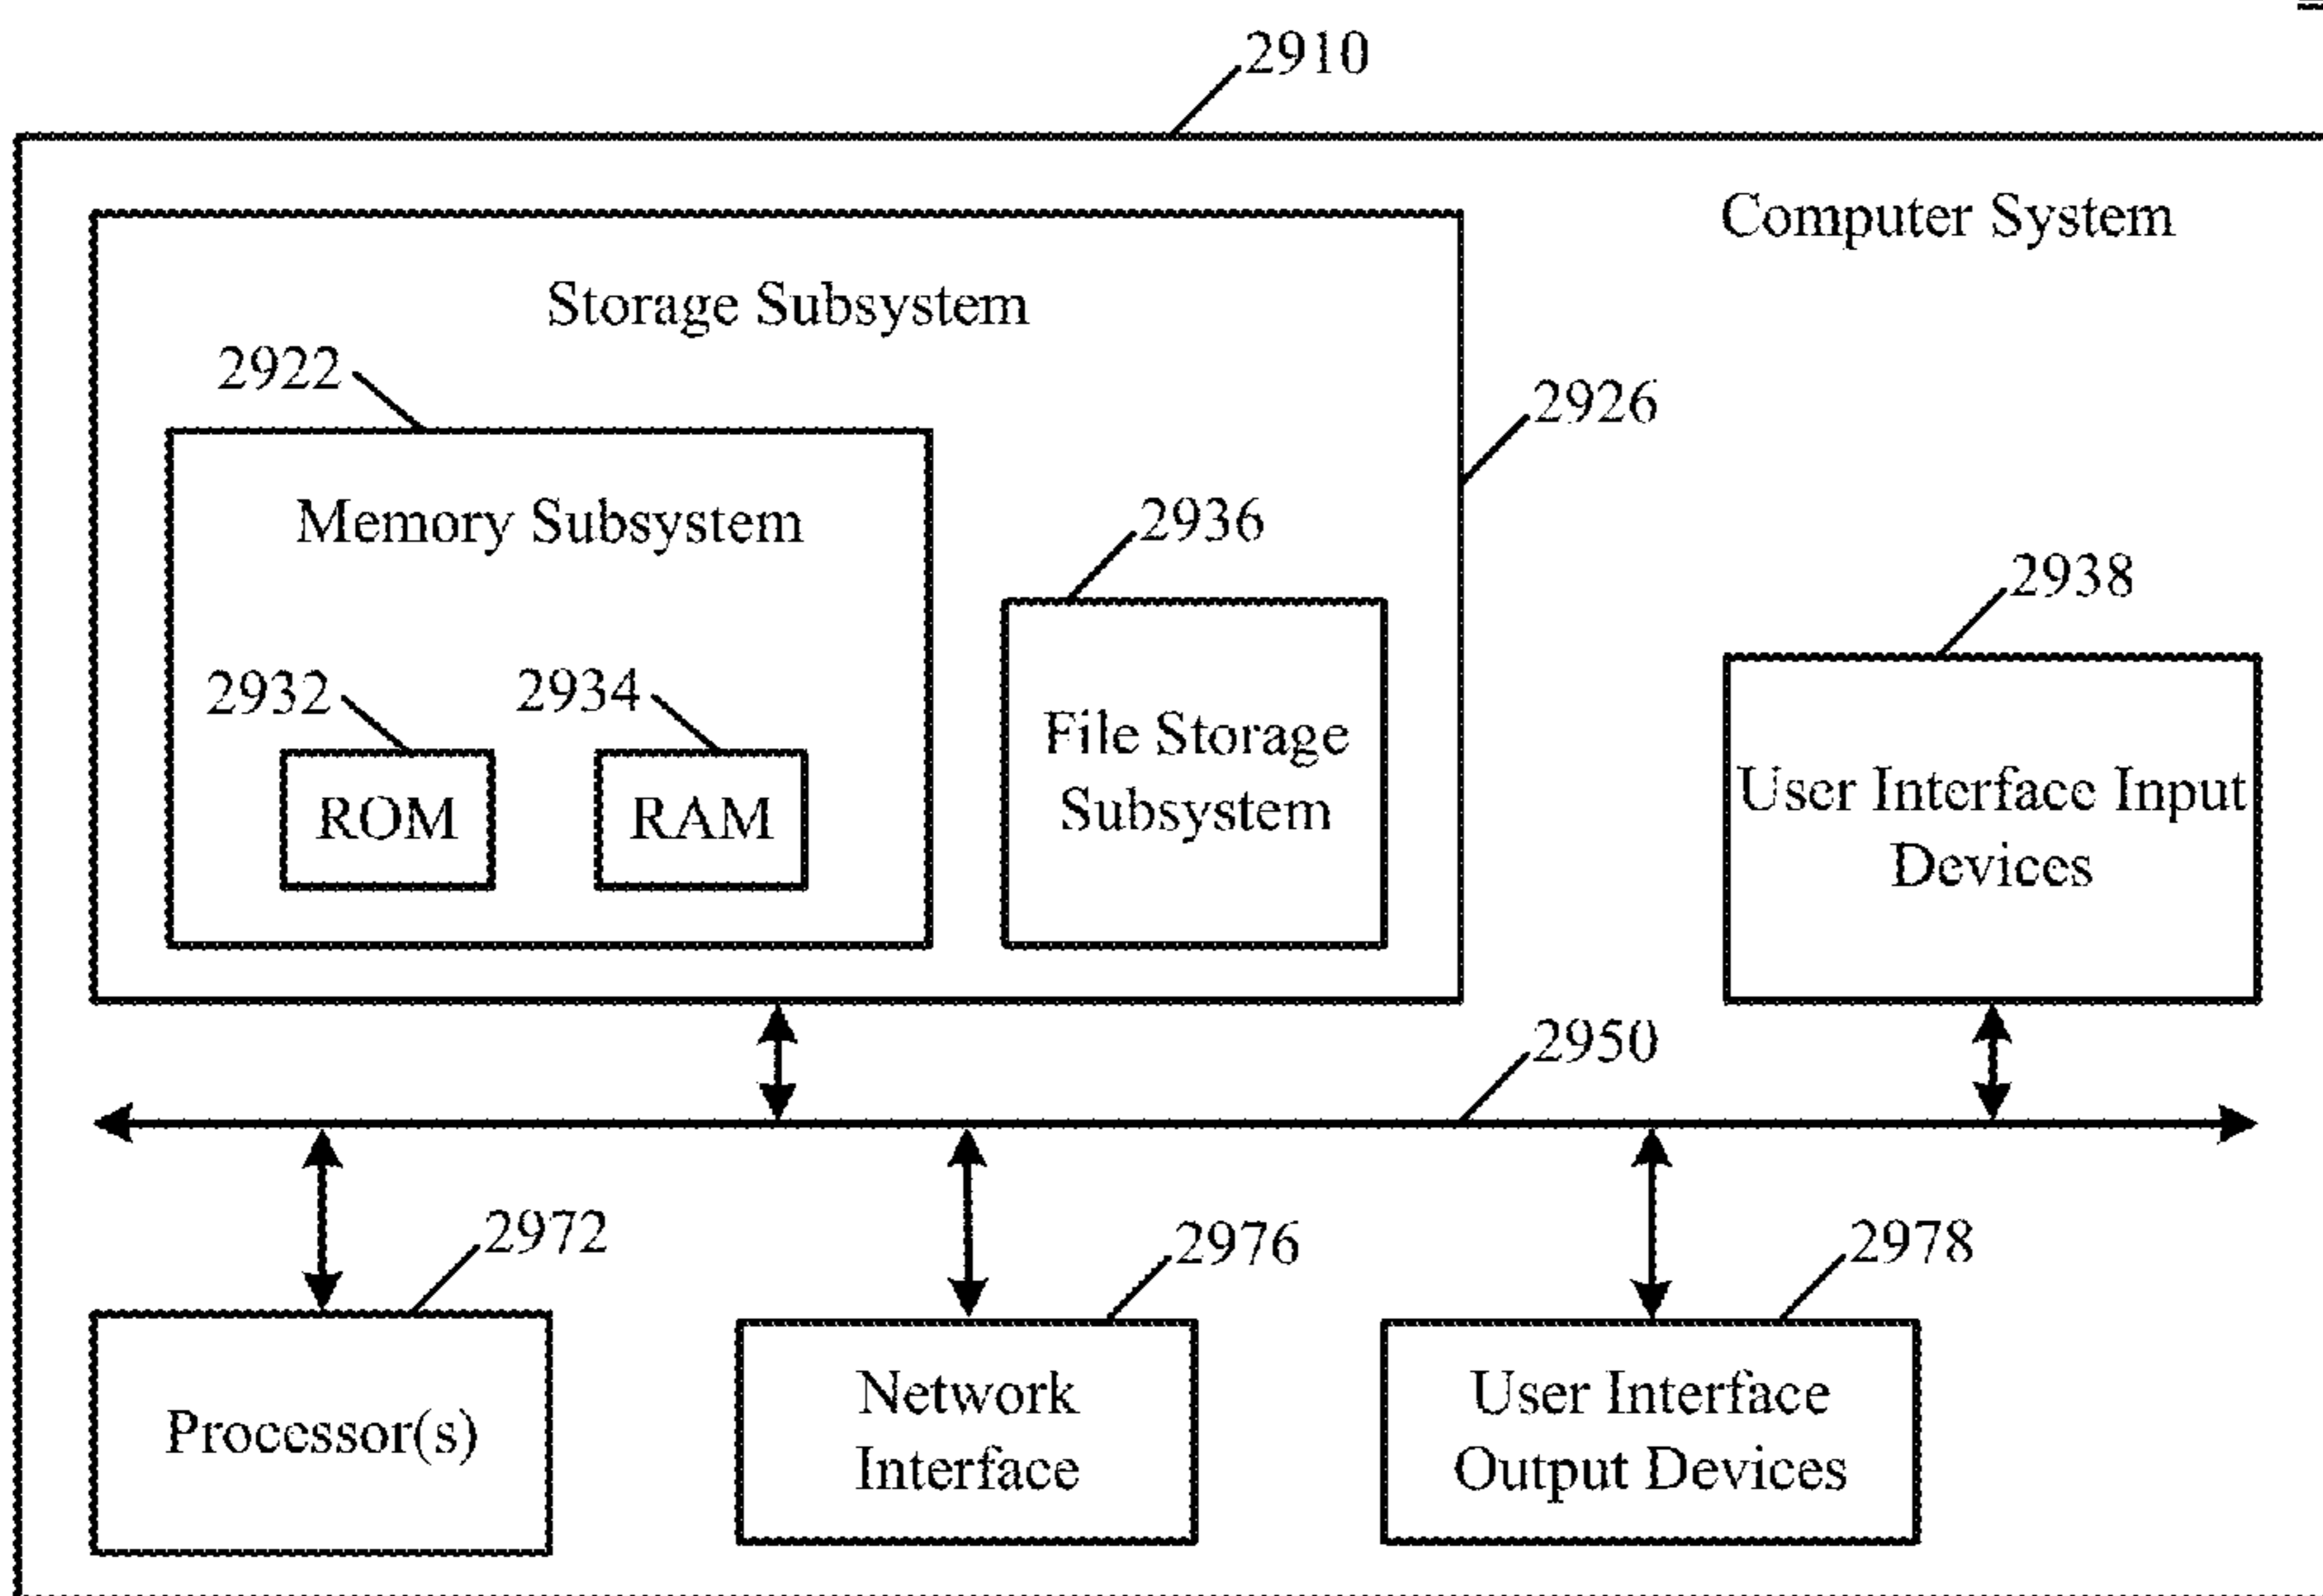 2910
Computer System
Storage Subsystem
2922
2926
Memory Subsystem
2936
2938
2932
2934
File Storage
Subsystem
ROM
RAM
User Interface Input
Devices
2950
2972
2976
2978
Processor(s)
Network
Interface
User Interface
Output Devices